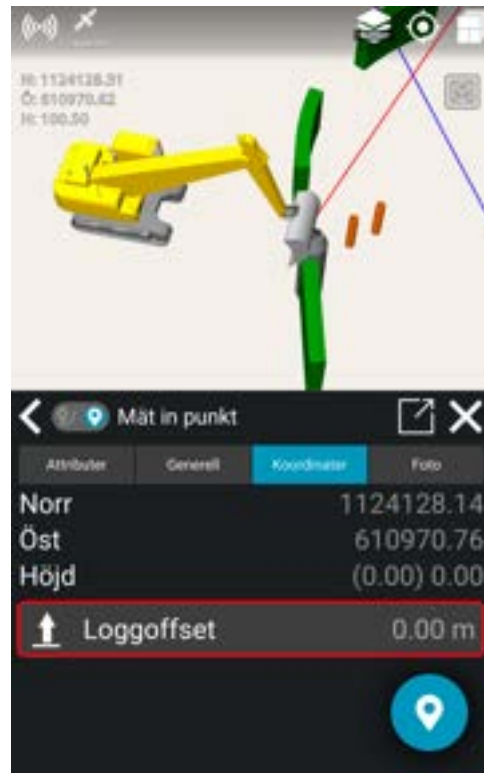 N: 1124128.31
Ö: 610970.62
H: 100.50
Mät in punkt
Attributer Generell Koordinater Foto
Norr 1124128.14
Öst 610970.76
Höjd (0.00) 0.00
Loggoffset 0.00 m